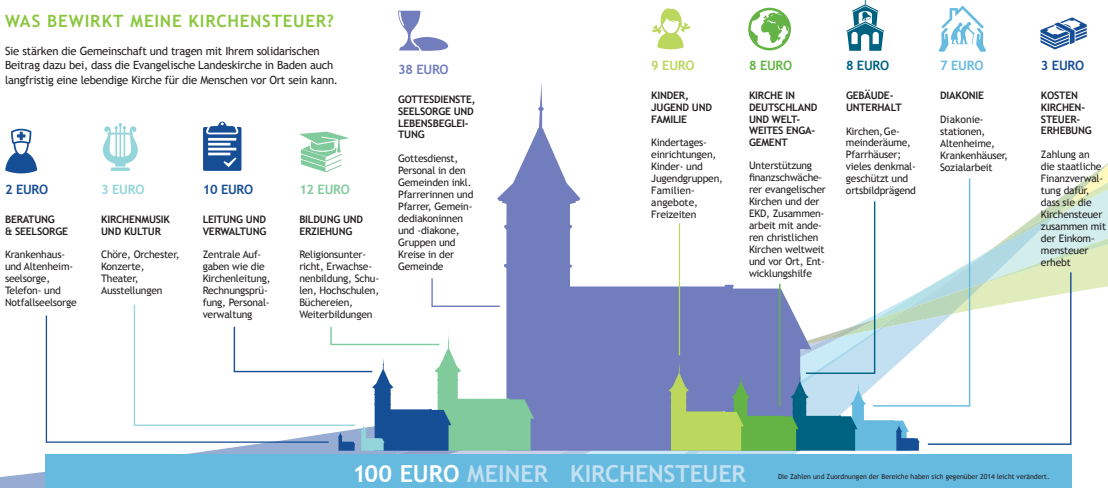 WAS BEWIRKT MEINE KIRCHENSTEUER?
Sie stärken die Gemeinschaft und tragen mit Ihrem solidarischen
Beitrag dazu bei, dass die Evangelische Landeskirche in Baden auch
langfristig eine lebendige Kirche für die Menschen vor Ort sein kann.
2 EURO
BERATUNG
& SEELSORGE
Krankenhaus-
und Altenheim-
seelsorge,
Telefon- und
Notfallseelsorge
3 EURO
KIRCHENMUSIK
UND KULTUR
Chöre, Orchester,
Konzerte,
Theater,
Ausstellungen
10 EURO
LEITUNG UND
VERWALTUNG
Zentrale Auf-
gaben wie die
Kirchenleitung,
Rechnungsprü-
fung, Personal-
verwaltung
12 EURO
BILDUNG UND
ERZIEHUNG
Religionsunter-
richt, Erwachse-
nenbildung, Schu-
len, Hochschulen,
Büchereien,
Weiterbildungen
38 EURO
GOTTESDIENSTE,
SEELSORGE UND
LEBENSBEGLEI-
TUNG
Gottesdienst,
Personal in den
Gemeinden inkl.
Pfarrerinnen und
Pfarrer, Gemein-
dediakoninnen
und -diakone,
Gruppen und
Kreise in der
Gemeinde
9 EURO
KINDER,
JUGEND UND
FAMILIE
Kindertages-
einrichtungen,
Kinder- und
Jugendgruppen,
Familien-
angebote,
Freizeiten
8 EURO
KIRCHE IN
DEUTSCHLAND
UND WELT-
WEITES ENGA-
GEMENT
Unterstützung
finanzschwäche-
rer evangelischer
Kirchen und der
EKD, Zusammen-
arbeit mit ande-
ren christlichen
Kirchen weltweit
und vor Ort, Ent-
wicklungshilfe
8 EURO
GEBÄUDE-
UNTERHALT
Kirchen, Ge-
meinderäume,
Pfarrhäuser;
vieles denkmal-
geschützt und
ortsbildprägend
7 EURO
DIAKONIE
Diakonie-
stationen,
Altenheime,
Krankenhäuser,
Sozialarbeit
3 EURO
KOSTEN
KIRCHEN-
STEUER-
ERHEBUNG
Zahlung an
die staatliche
Finanzverwal-
tung dafür,
dass sie die
Kirchensteuer
zusammen mit
der Einkom-
mensteuer
erhebt
100 EURO MEINER KIRCHENSTEUER
Die Zahlen und Zuordnungen der Bereiche haben sich gegenüber 2014 leicht verändert.